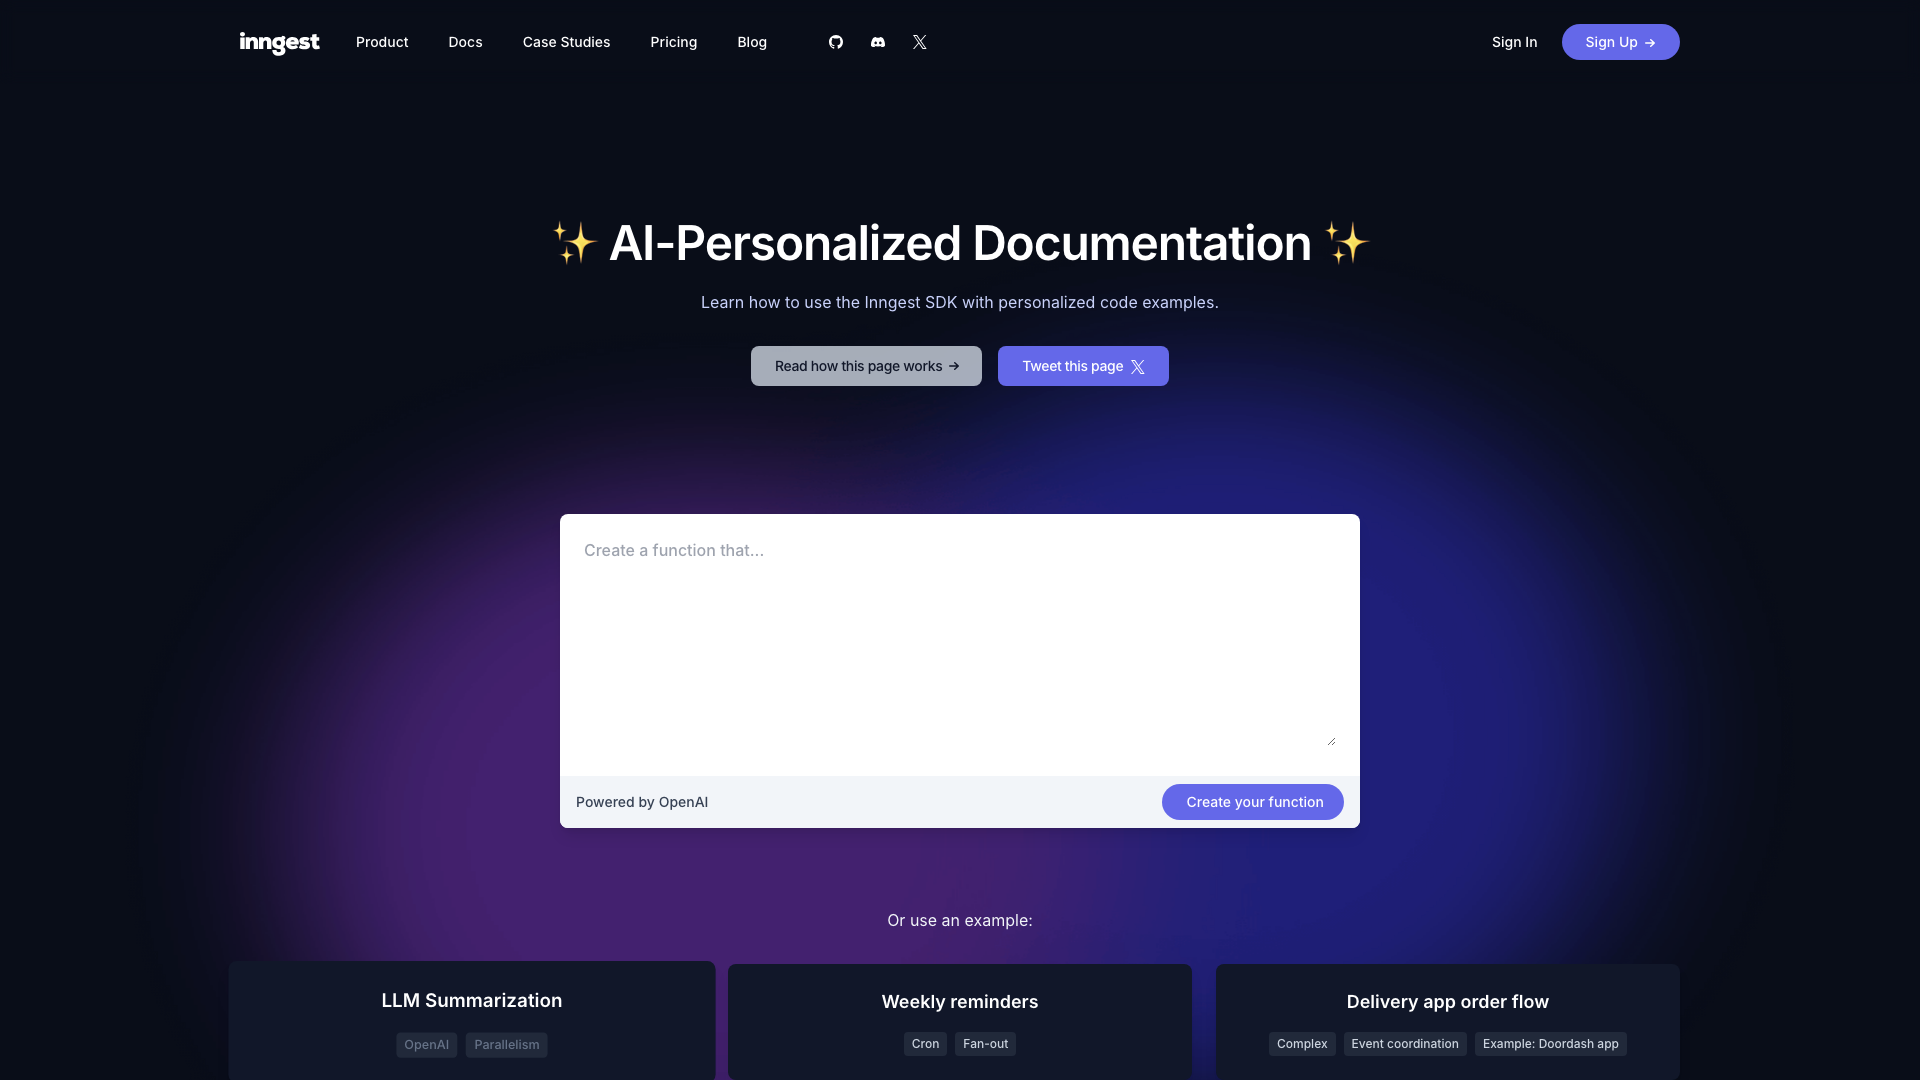 inngest
Product
Docs
Case Studies
Pricing
Blog
Sign In
Sign Up →
✨ AI-Personalized Documentation ✨
Learn how to use the Inngest SDK with personalized code examples.
Read how this page works →
Tweet this page
Create a function that...
Powered by OpenAI
Create your function
Or use an example:
LLM Summarization
OpenAI
Parallelism
Weekly reminders
Cron
Fan-out
Delivery app order flow
Complex
Event coordination
Example: Doordash app